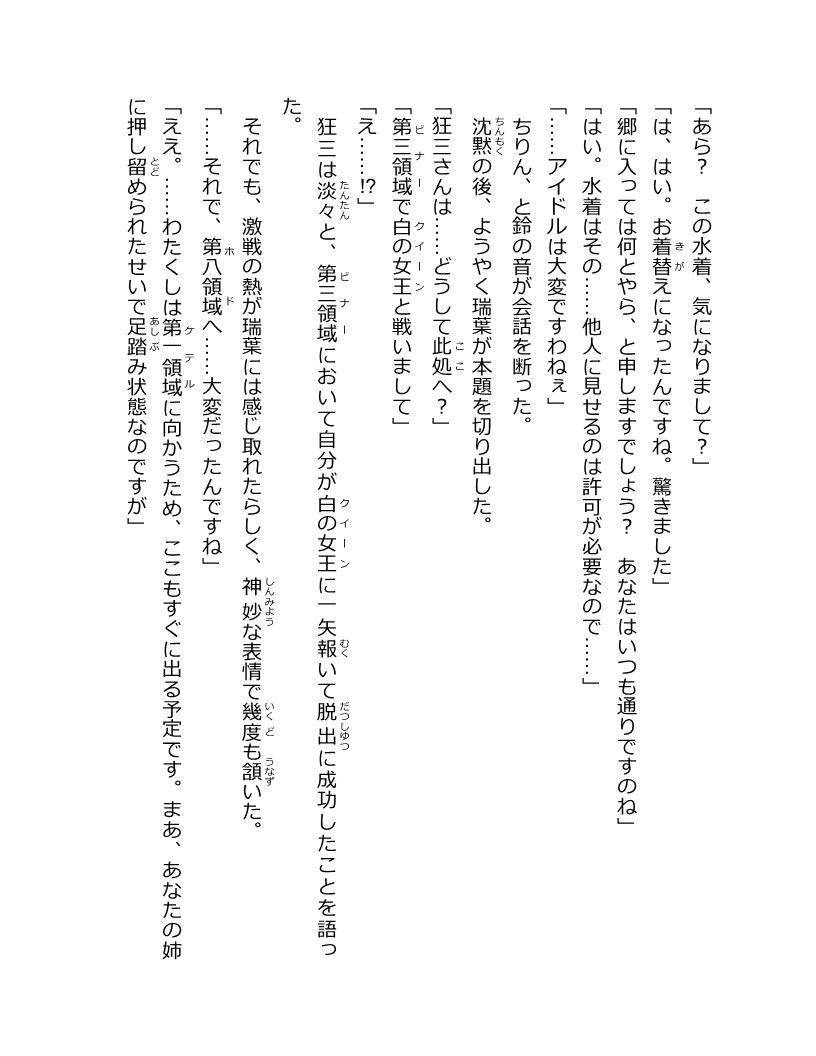 「あら？　この水着、気になりまして？」
「は、はい。お着替えになったんですね。驚きました」
「郷に入っては何とやら、と申しますでしょう？　あなたはいつも通りですのね」
「はい。水着はその……他人に見せるのは許可が必要なので……」
「……アイドルは大変ですわねぇ」
ちりん、と鈴の音が会話を断った。
沈黙の後、ようやく瑞葉が本題を切り出した。
「狂三さんは……どうして此処へ？」
「第三領域で白の女王と戦いまして」
「え……!?」
狂三は淡々と、第三領域において自分が白の女王に一矢報いて脱出に成功したことを語っ
た。
それでも、激戦の熱が瑞葉には感じ取れたらしく、神妙な表情で幾度も頷いた。
「……それで、第八領域へ……大変だったんですね」
「ええ。……わたくしは第一領域に向かうため、ここもすぐに出る予定です。まあ、あなたの姉
に押し留められたせいで足踏み状態なのですが」